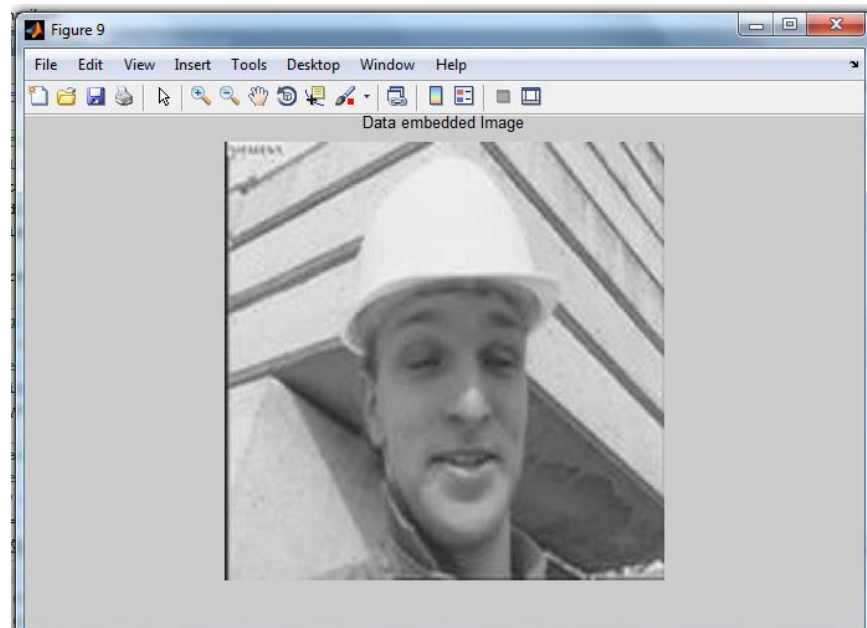 Figure 9
File Edit View Insert Tools Desktop Window Help
Data embedded Image
SIEMENS